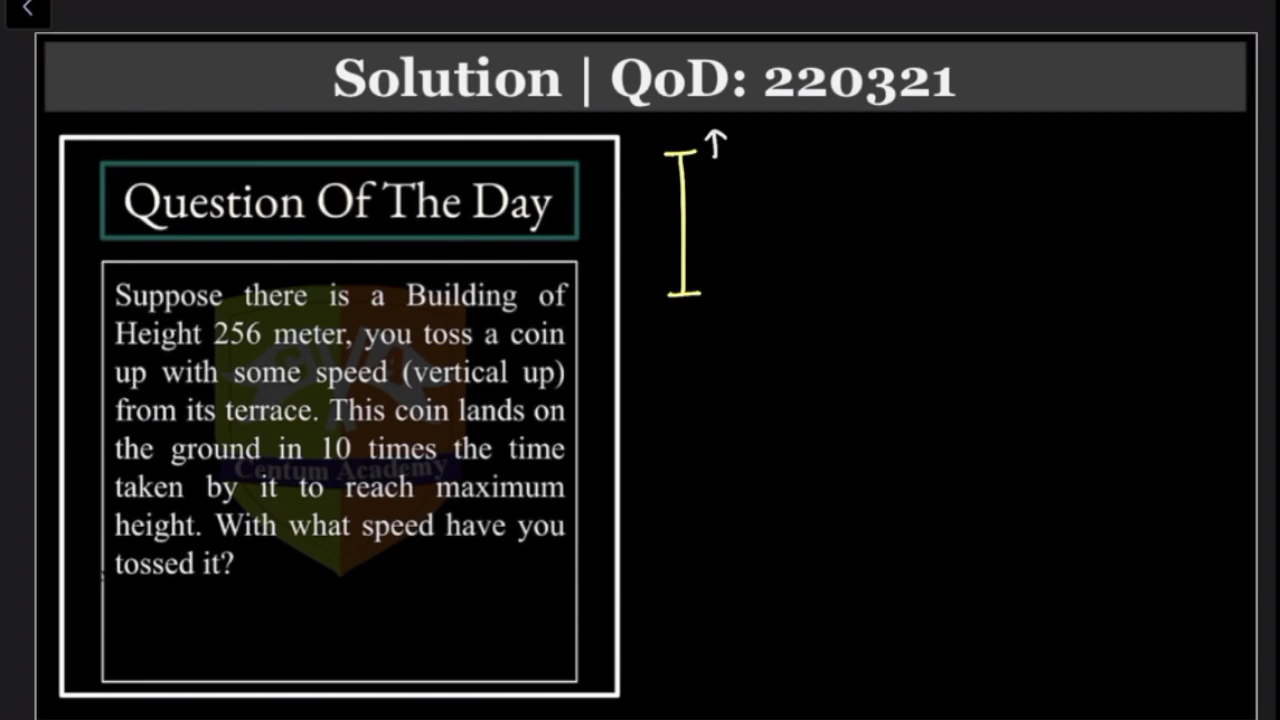 Solution | QoD: 220321
Question Of The Day
Suppose there is a Building of
Height 256 meter, you toss a coin
up with some speed (vertical up)
from its terrace. This coin lands on
the ground in 10 times the time
taken by it to reach maximum
height. With what speed have you
tossed it?
Centum Academy